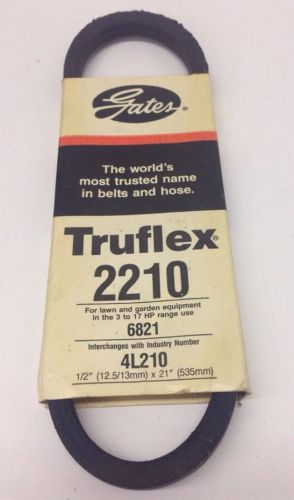 Gates®
The world's
most trusted name
in belts and hose.
Truflex®
2210
For lawn and garden equipment
in the 3 to 17 HP range use
6821
Interchanges with Industry Number
4L210
1/2" (12.5/13mm) x 21" (535mm)